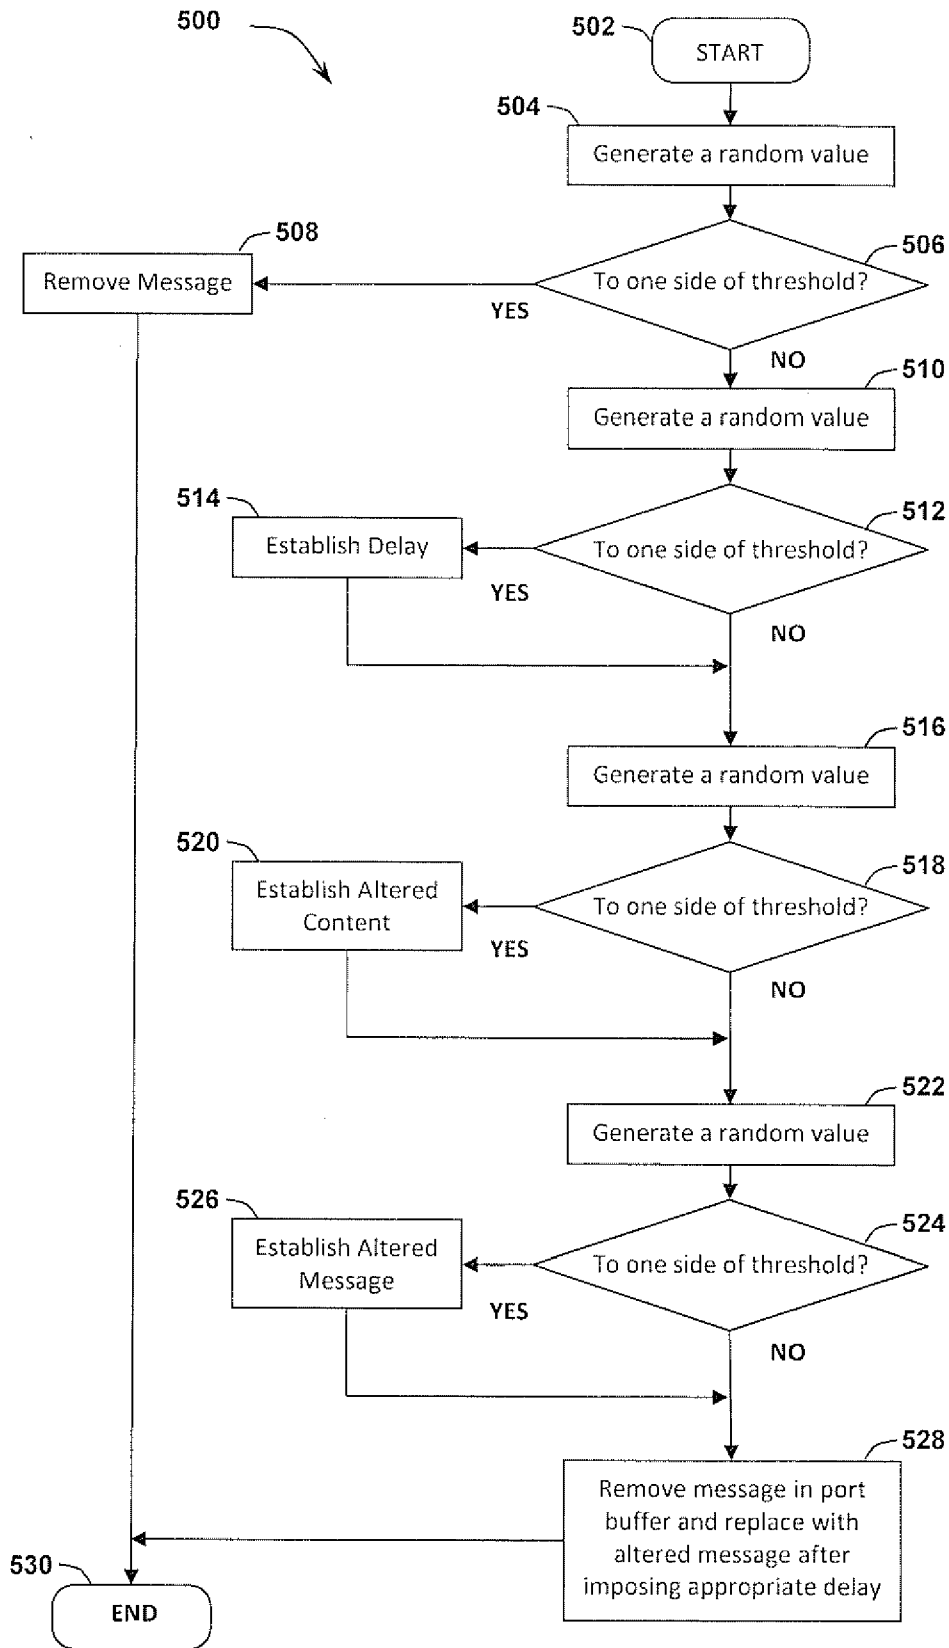 500
502
START
504
Generate a random value
508
506
Remove Message
To one side of threshold?
YES
NO
510
Generate a random value
514
512
Establish Delay
To one side of threshold?
YES
NO
516
Generate a random value
520
518
Establish Altered
Content
To one side of threshold?
YES
NO
522
Generate a random value
526
524
Establish Altered
Message
To one side of threshold?
YES
NO
528
Remove message in port
buffer and replace with
altered message after
imposing appropriate delay
530
END